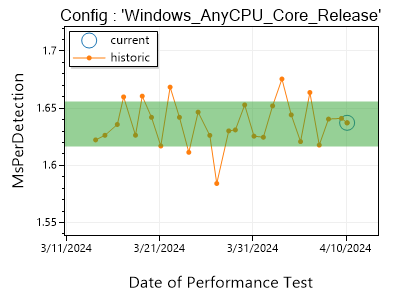 Config : 'Windows_AnyCPU_Core_Release'
current
historic
MsPerDetection
1.7
1.65
1.6
1.55
3/11/2024
3/21/2024
3/31/2024
4/10/2024
Date of Performance Test